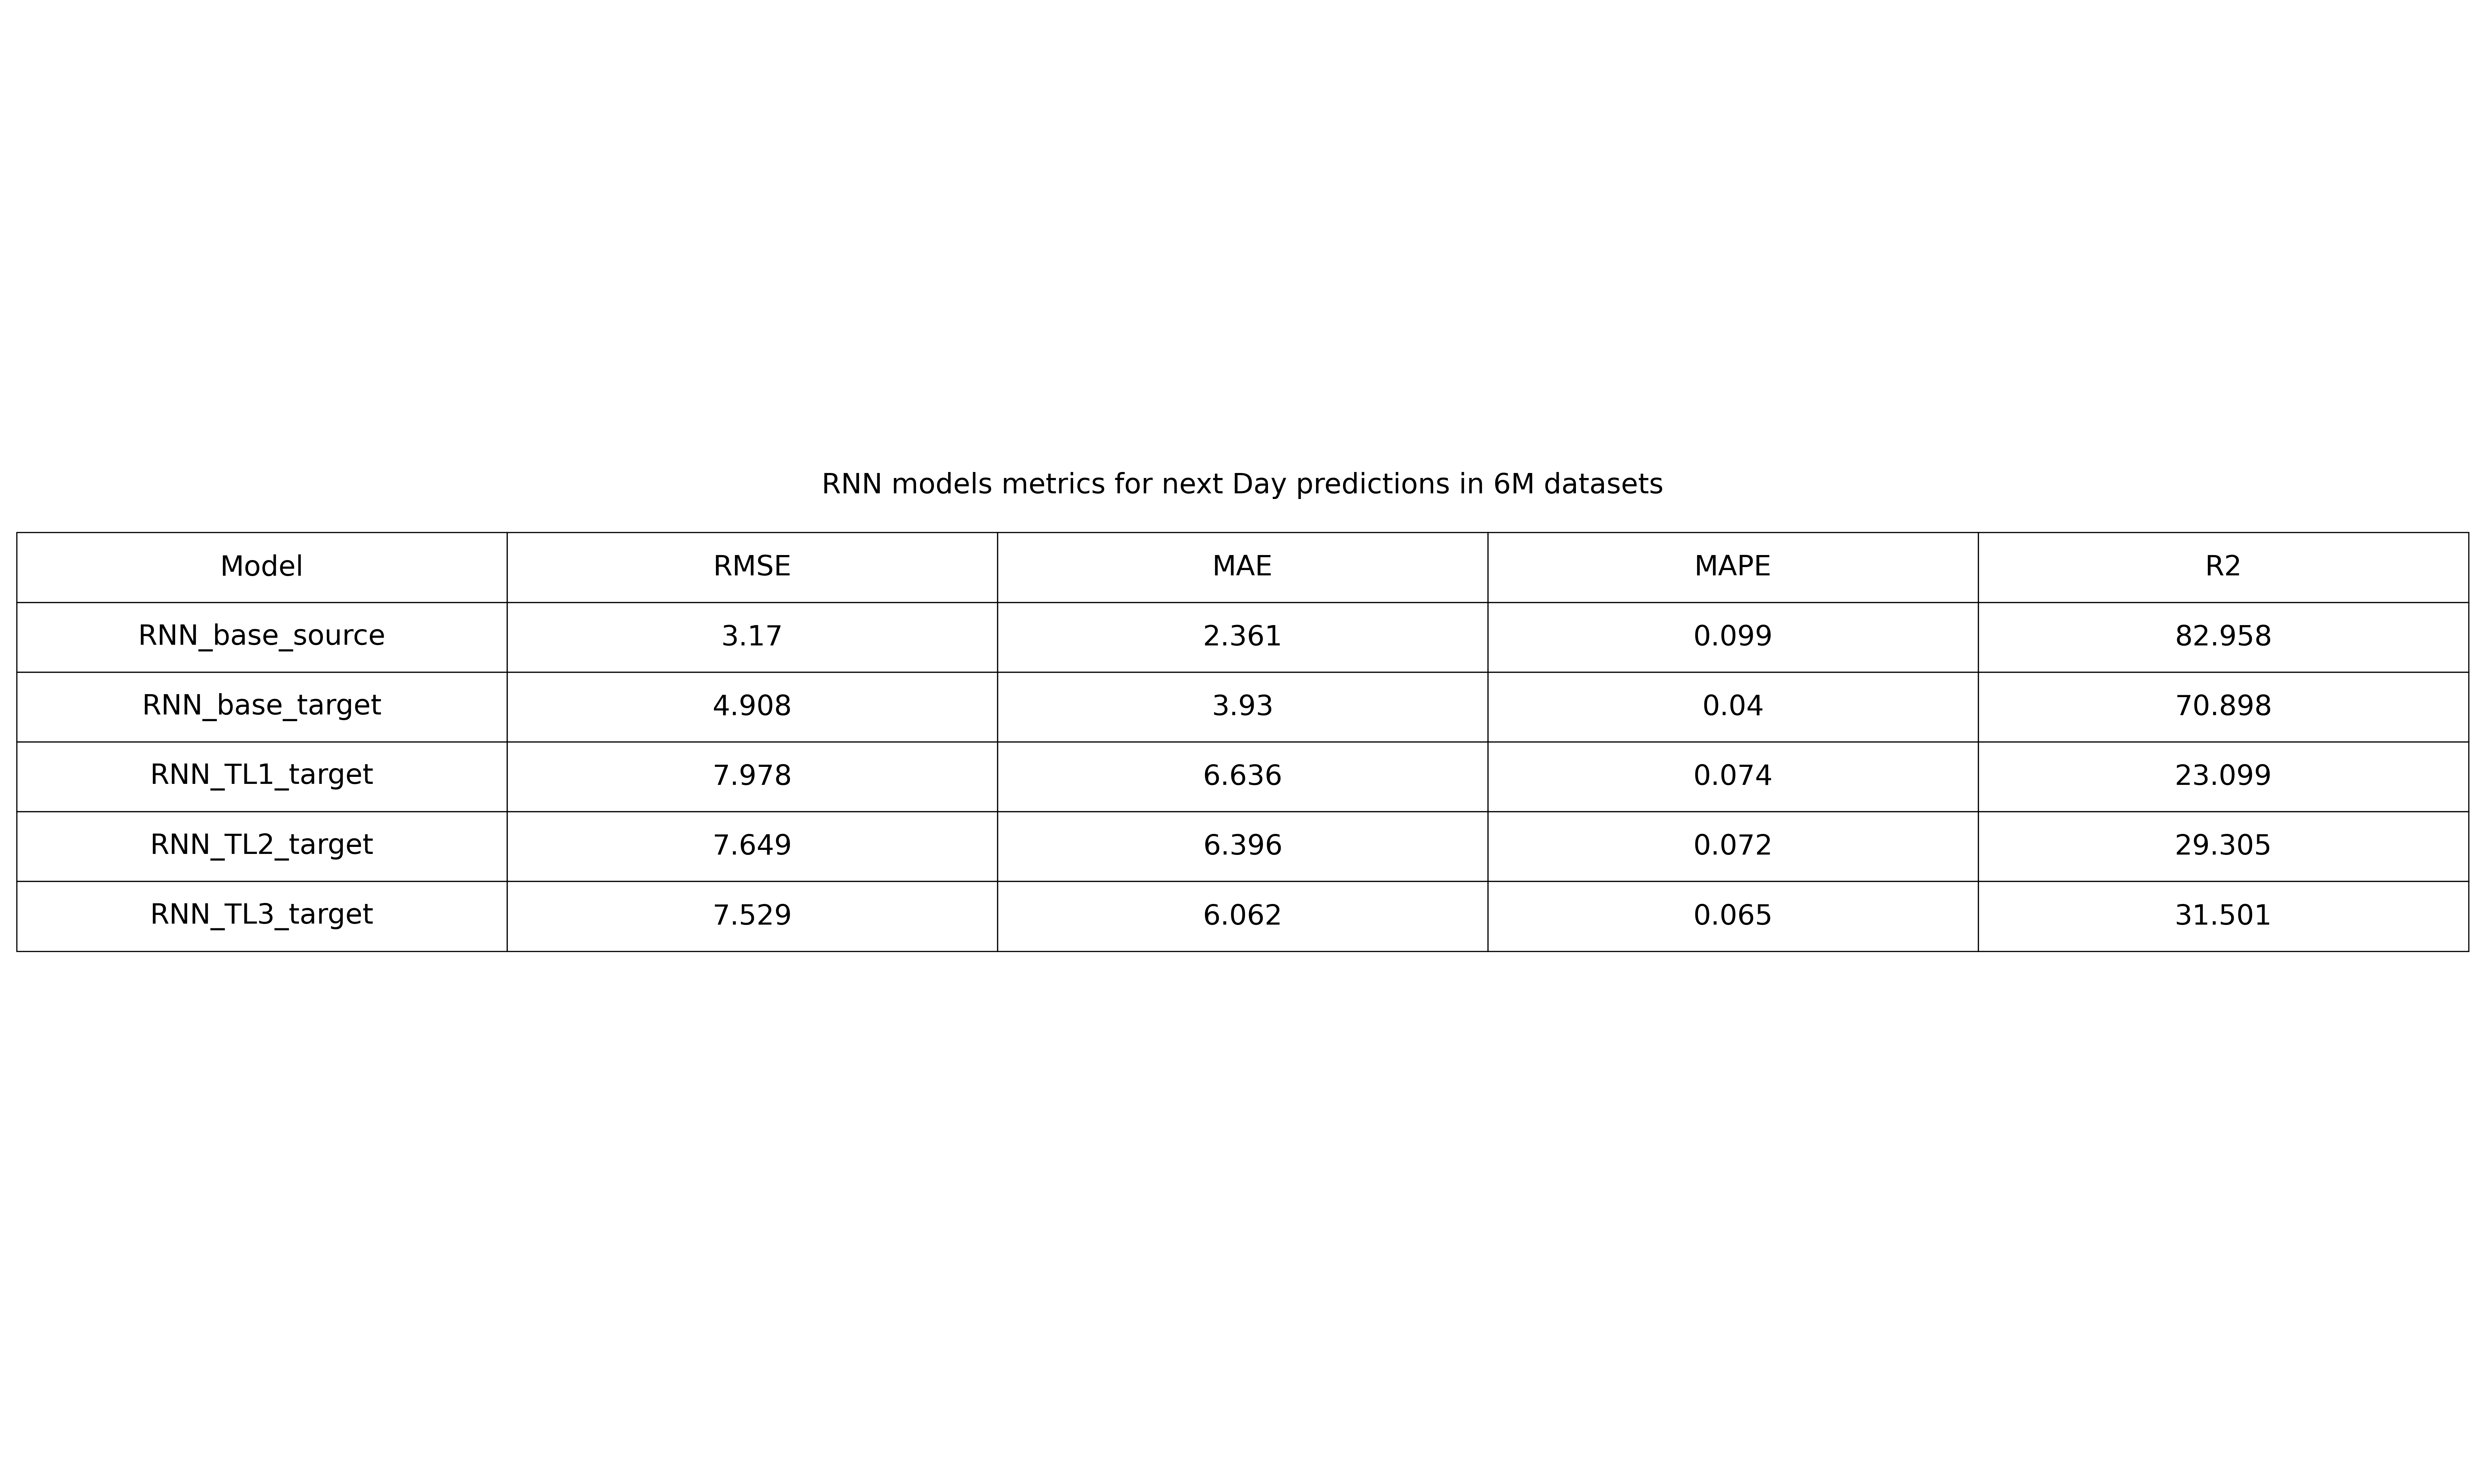 RNN models metrics for next Day predictions in 6M datasets
Model RMSE MAE MAPE R2
RNN_base_source 3.17 2.361 0.099 82.958
RNN_base_target 4.908 3.93 0.04 70.898
RNN_TL1_target 7.978 6.636 0.074 23.099
RNN_TL2_target 7.649 6.396 0.072 29.305
RNN_TL3_target 7.529 6.062 0.065 31.501